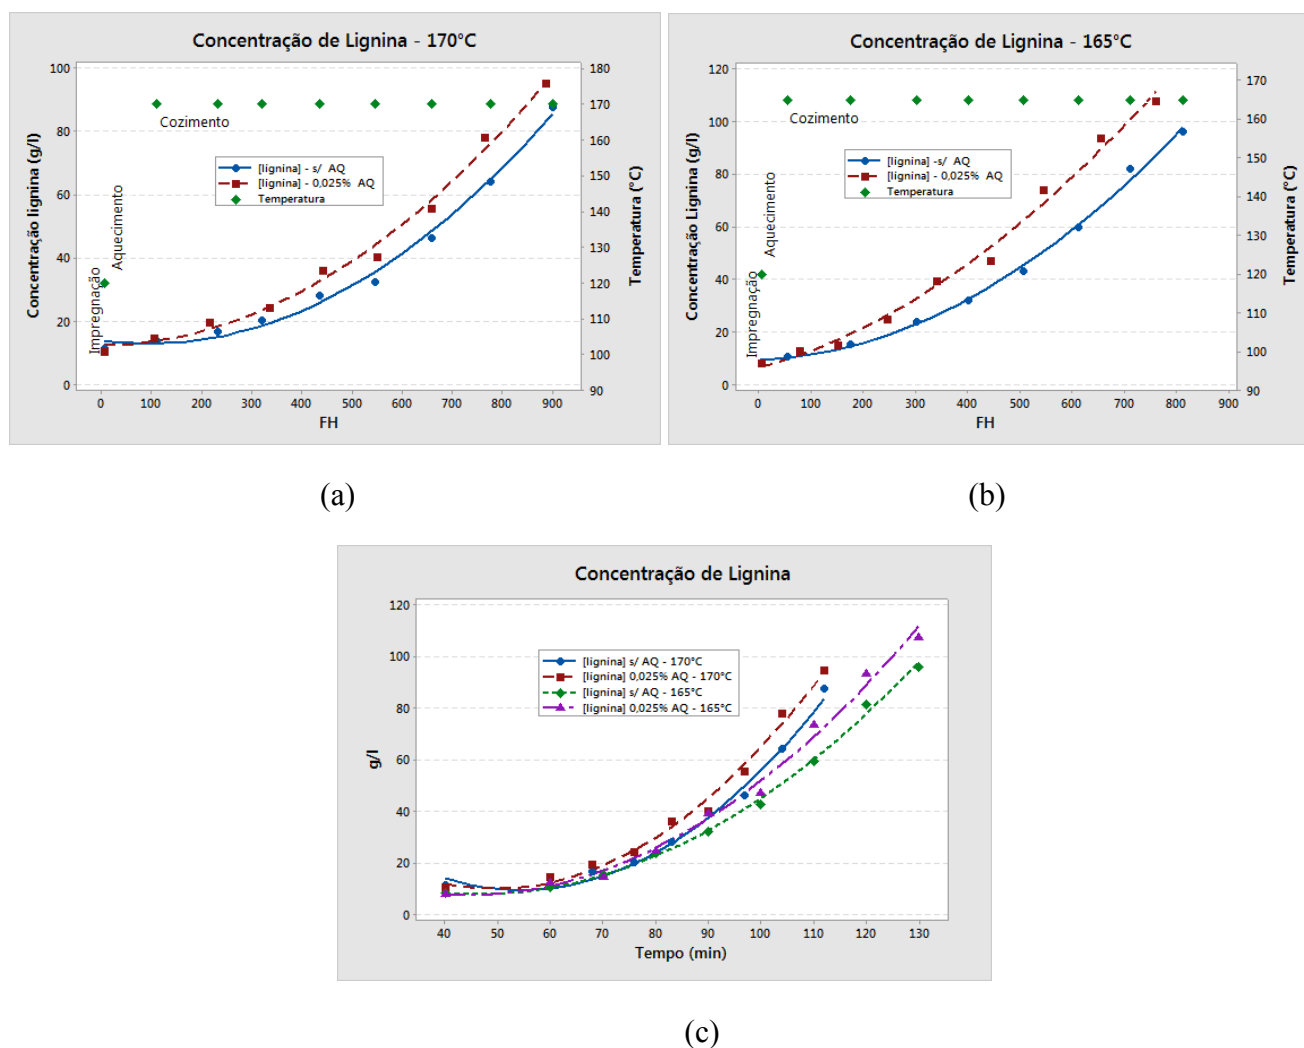 Concentração de Lignina - 170°C
Concentração lignina (g/l)
100
80
60
40
20
0
180
170
160
150
140
130
120
110
100
90
Temperatura (°C)
Cozimento
[lignina] - s/ AQ
[lignina] - 0,025% AQ
Temperatura
Aquecimento
Impregnação
0 100 200 300 400 500 600 700 800 900
FH
(a)
Concentração de Lignina - 165°C
Concentração Lignina (g/l)
120
100
80
60
40
20
0
170
165
160
150
140
130
120
110
100
90
Temperatura (°C)
Cozimento
[lignina] -s/ AQ
[lignina] - 0,025% AQ
Temperatura
Aquecimento
Impregnação
0 100 200 300 400 500 600 700 800 900
FH
(b)
Concentração de Lignina
g/l
120
100
80
60
40
20
0
[lignina] s/ AQ - 170°C
[lignina] 0,025% AQ - 170°C
[lignina] s/ AQ - 165°C
[lignina] 0,025% AQ - 165°C
40 50 60 70 80 90 100 110 120 130
Tempo (min)
(c)